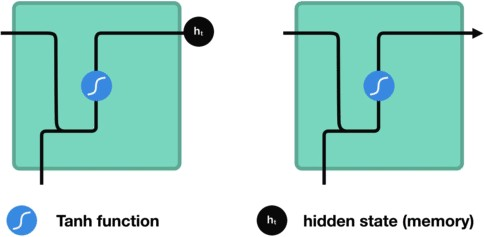 hₜ
Tanh function
hₜ hidden state (memory)